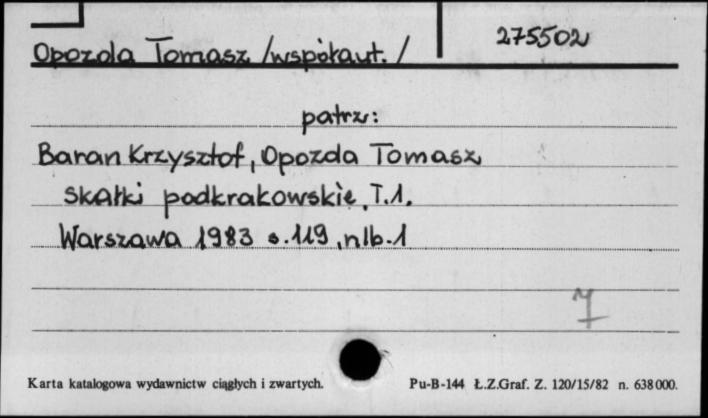 275502
Opozda Tomasz /współaut./
patrz:
Baran Krzysztof, Opozda Tomasz
Skałki podkrakowskie. T.1.
Warszawa 1983 s.119, nlb.1
7
Karta katalogowa wydawnictw ciągłych i zwartych. Pu-B-144 Ł.Z.Graf. Z. 120/15/82 n. 638000.